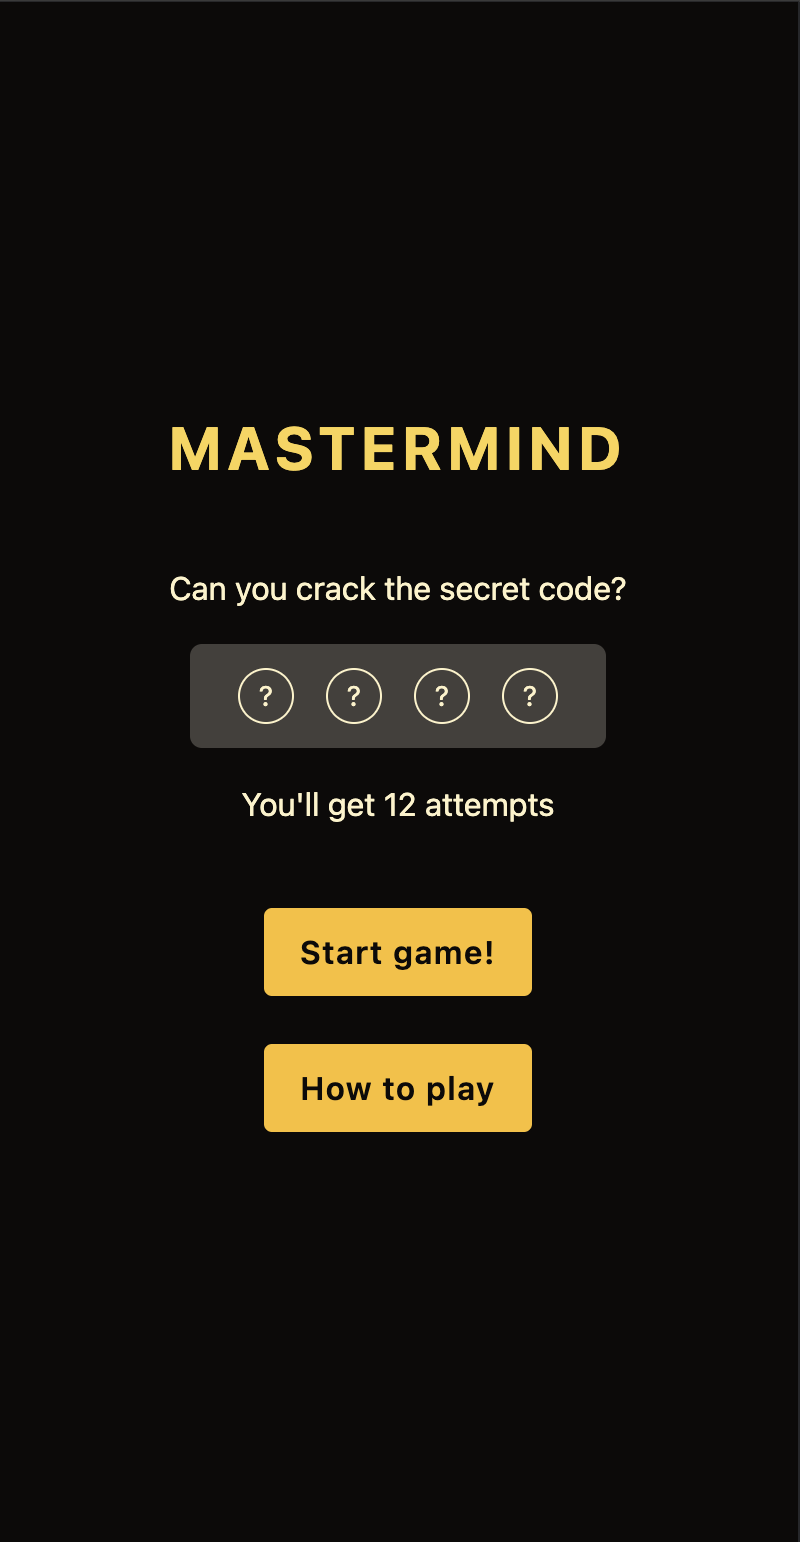 MASTERMIND
Can you crack the secret code?
? ? ? ?
You'll get 12 attempts
Start game!
How to play